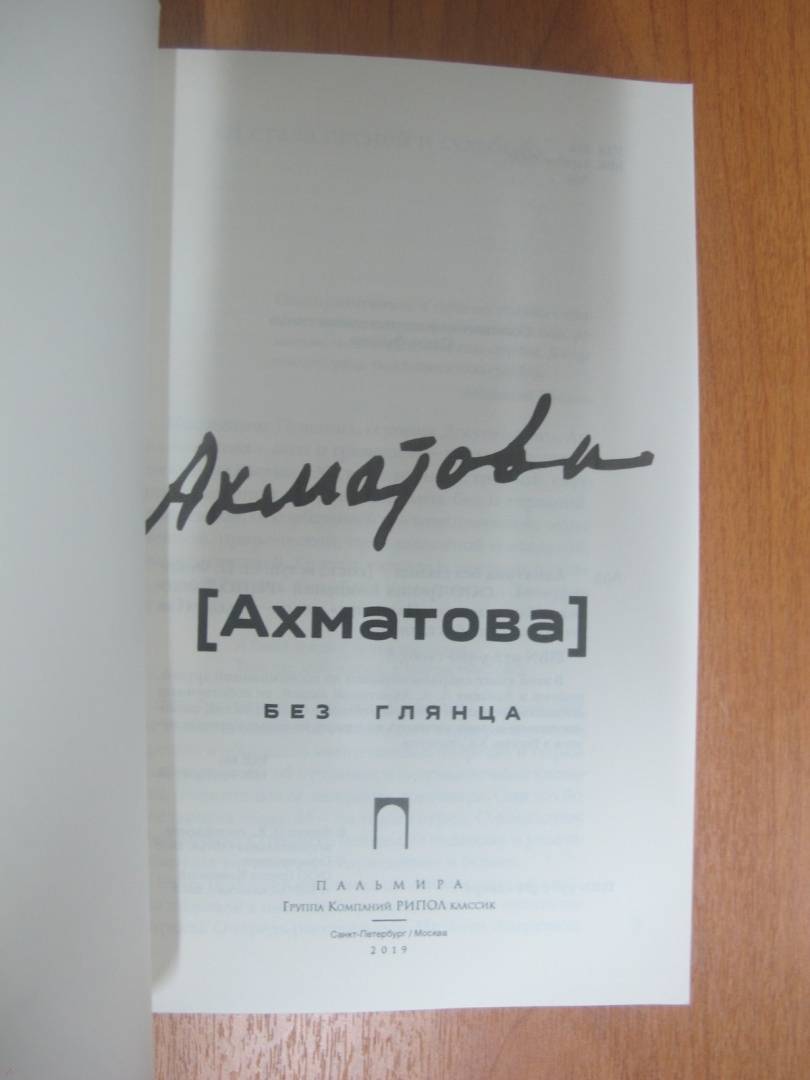 Ахматова
[Ахматова]
БЕЗ ГЛЯНЦА
ПАЛЬМИРА
Группа Компаний РИПОЛ классик
Санкт-Петербург / Москва
2019